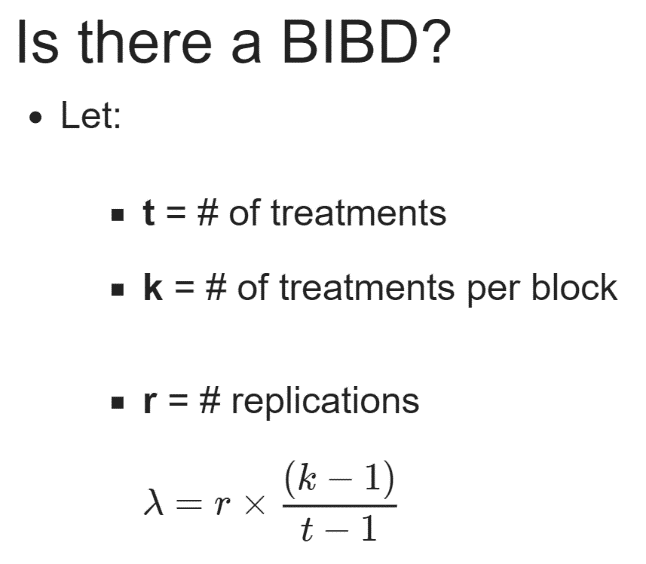 Is there a BIBD?
• Let:
▪ t = # of treatments
▪ k = # of treatments per block
▪ r = # replications
λ = r × (k − 1) / t − 1